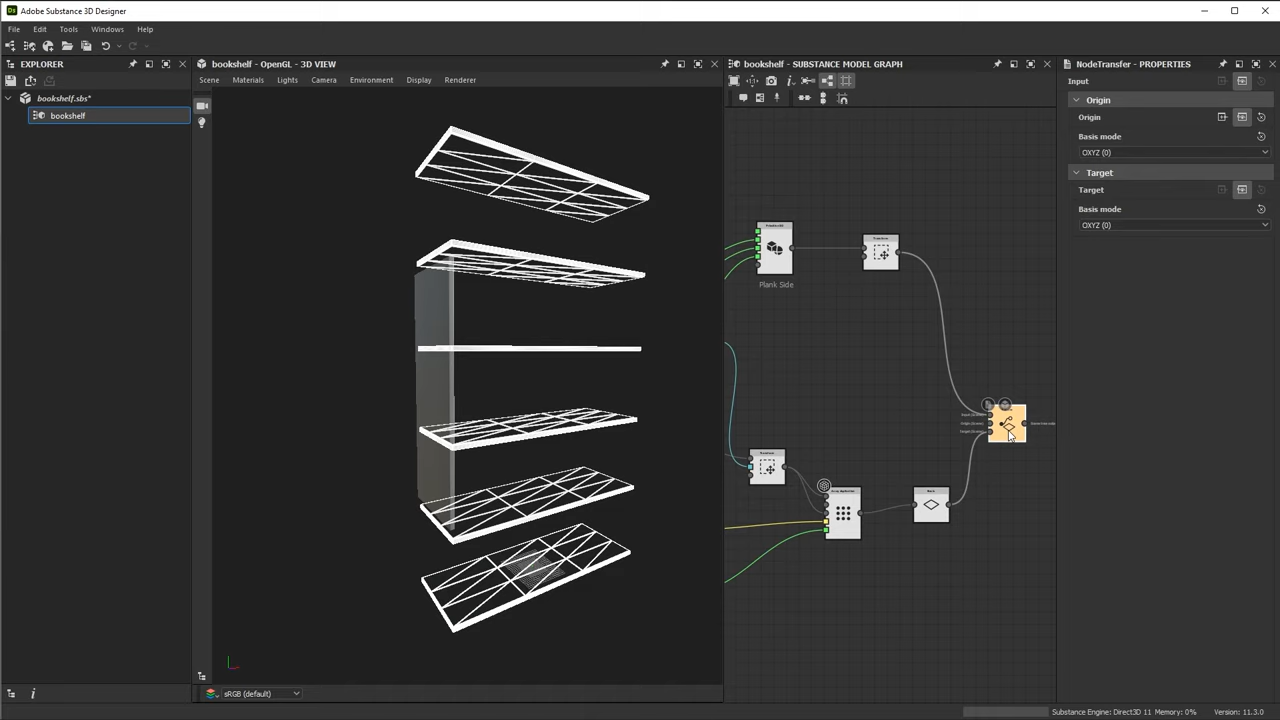 Ds Adobe Substance 3D Designer
File Edit Tools Windows Help
EXPLORER
bookshelf.sbs*
bookshelf
bookshelf - OpenGL - 3D VIEW
Scene Materials Lights Camera Environment Display Renderer
sRGB (default)
bookshelf - SUBSTANCE MODEL GRAPH
Plank Side
NodeTransfer - PROPERTIES
Input
Origin
Origin
Basis mode
OXYZ (0)
Target
Target
Basis mode
OXYZ (0)
Substance Engine: Direct3D 11 Memory: 0% Version: 11.3.0